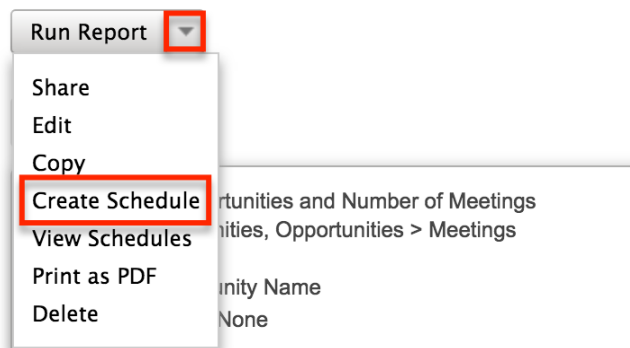 Run Report
Share
Edit
Copy
Create Schedule
rtunities and Number of Meetings
View Schedules
nities, Opportunities > Meetings
Print as PDF
unity Name
Delete
None